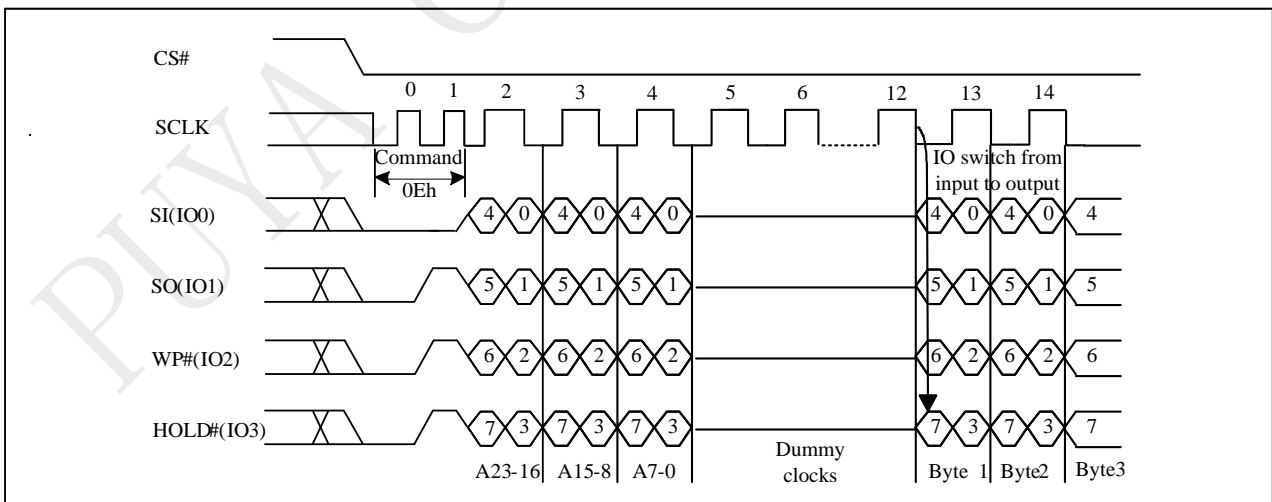 PUYA
CS#
0 1 2 3 4 5 6 12 13 14
SCLK
Command
0Eh
IO switch from
input to output
SI(IO0) 4 0 4 0 4 0 4 0 4 0 4
SO(IO1) 5 1 5 1 5 1 5 1 5 1 5
WP#(IO2) 6 2 6 2 6 2 6 2 6 2 6
HOLD#(IO3) 7 3 7 3 7 3 7 3 7 3 7
A23-16 A15-8 A7-0
Dummy
clocks
Byte 1 Byte2 Byte3